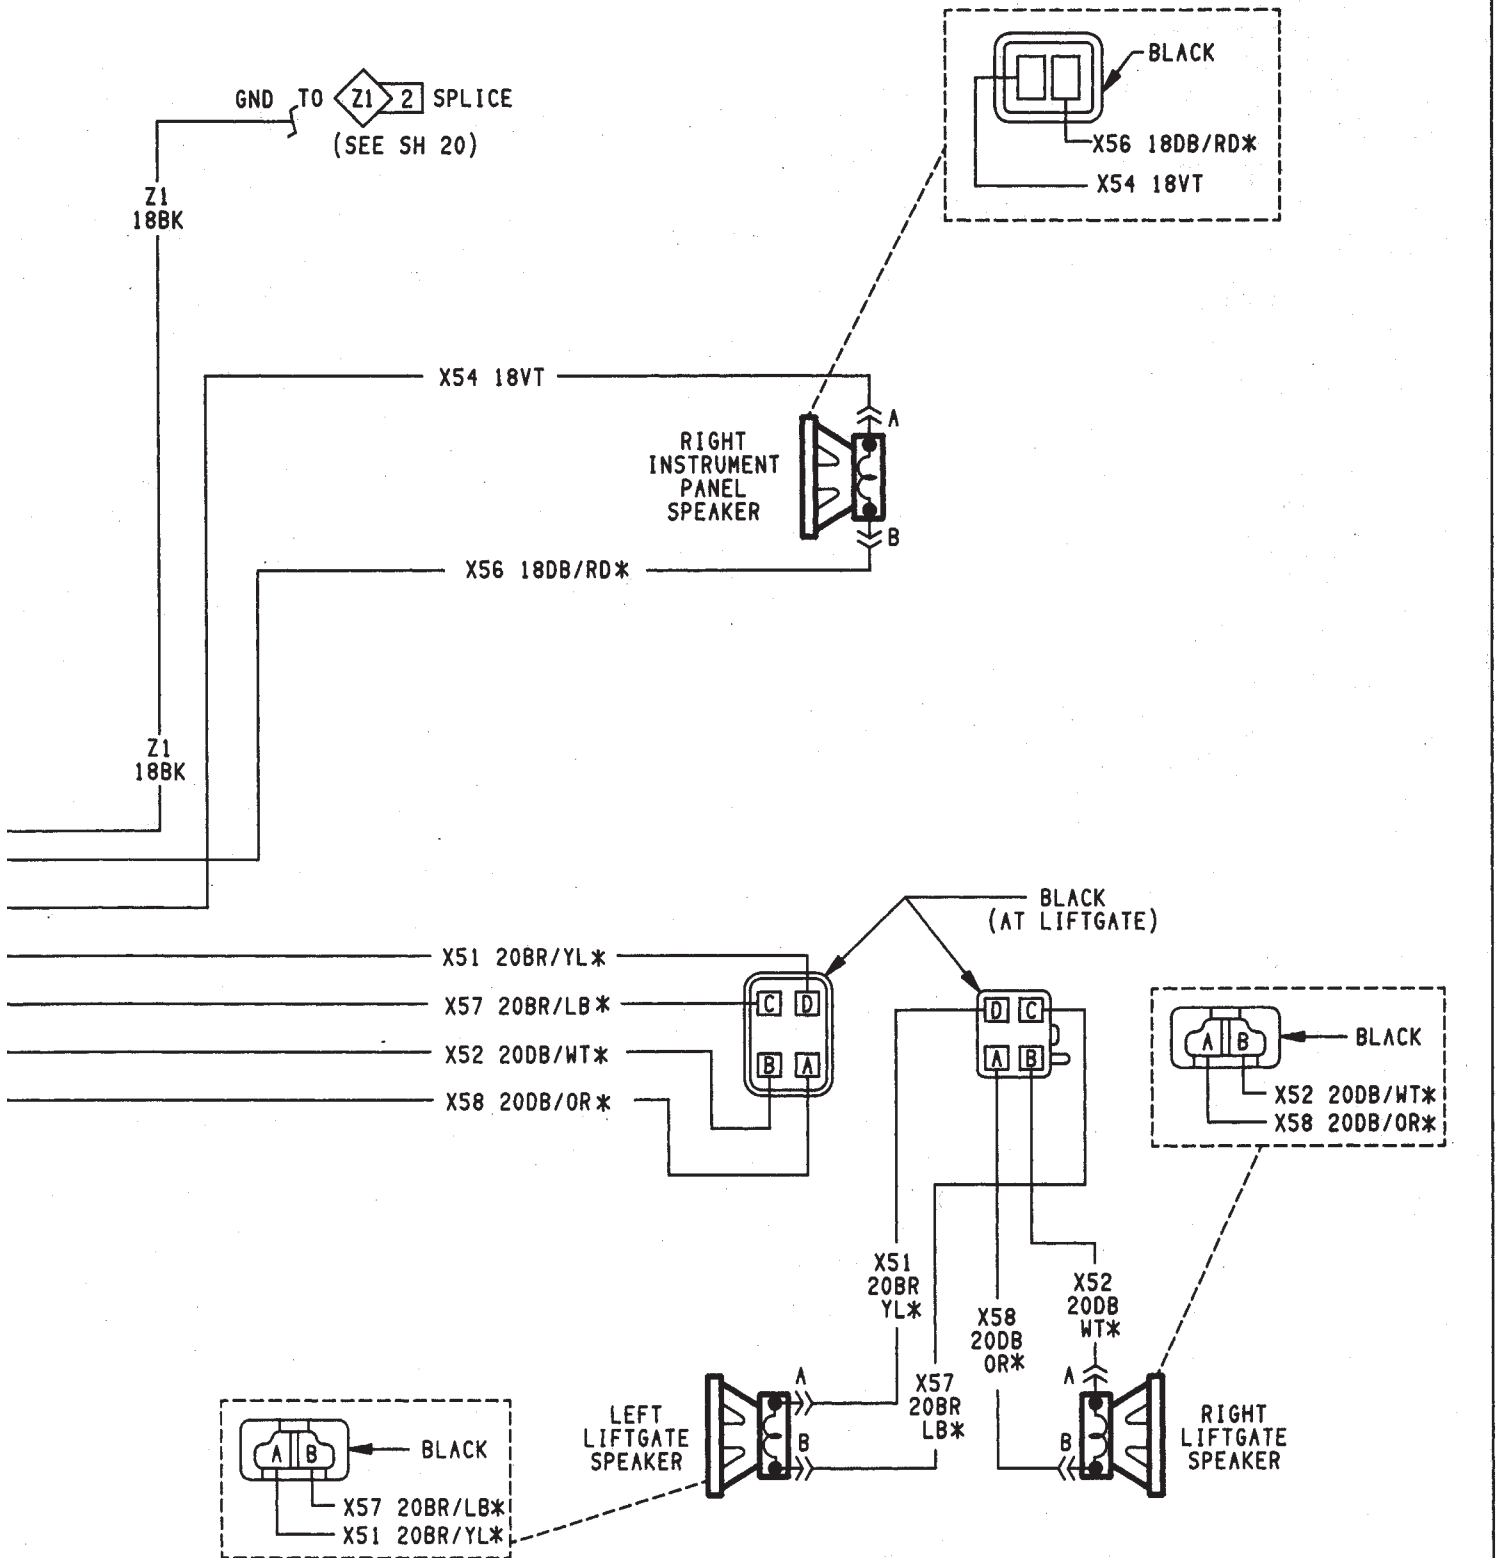 BLACK
GND TO Z1 2 SPLICE
(SEE SH 20)
X56 18DB/RD*
X54 18VT
Z1
18BK
X54 18VT
A
RIGHT
INSTRUMENT
PANEL
SPEAKER
B
X56 18DB/RD*
Z1
18BK
BLACK
(AT LIFTGATE)
X51 20BR/YL*
X57 20BR/LB*
X52 20DB/WT*
X58 20DB/OR*
C D
B A
D C
A B
A B
BLACK
X52 20DB/WT*
X58 20DB/OR*
X51
20BR
YL*
X58
20DB
OR*
X52
20DB
WT*
X57
20BR
LB*
A
B
LEFT
LIFTGATE
SPEAKER
A
B
RIGHT
LIFTGATE
SPEAKER
A B
BLACK
X57 20BR/LB*
X51 20BR/YL*